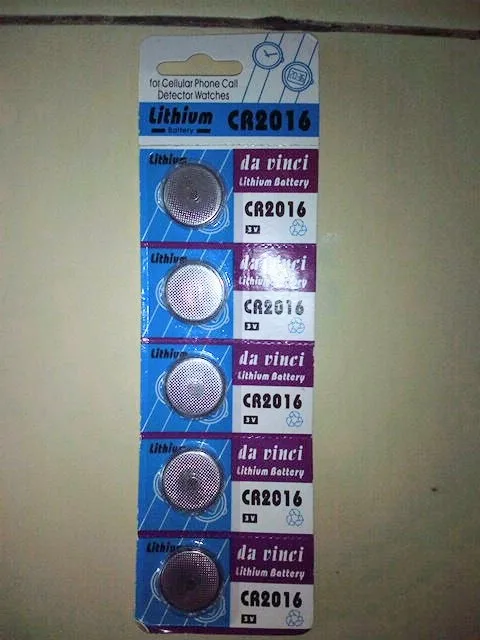 for Cellular Phone Call
Detector Watches
Lithium CR2016
Battery
Lithium da vinci
Lithium Battery
CR2016
3V
Lithium da vinci
Lithium Battery
CR2016
3V
Lithium da vinci
Lithium Battery
CR2016
3V
Lithium da vinci
Lithium Battery
CR2016
3V
Lithium da vinci
Lithium Battery
CR2016
3V